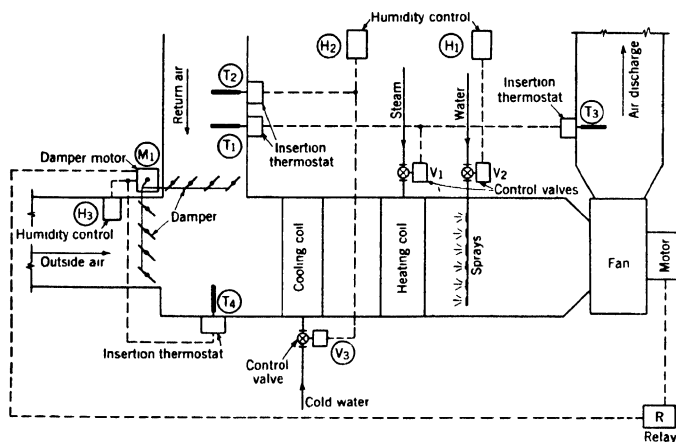 Humidity control
H2
H1
T2
Return air
Steam
Water
Insertion
thermostat
T3
Air discharge
T1
Insertion
thermostat
M1
Damper motor
V1
V2
Control valves
H3
Damper
Humidity control
Outside air
Cooling coil
Heating coil
Sprays
Fan
Motor
T4
Insertion thermostat
Control
valve
V3
Cold water
R
Relay